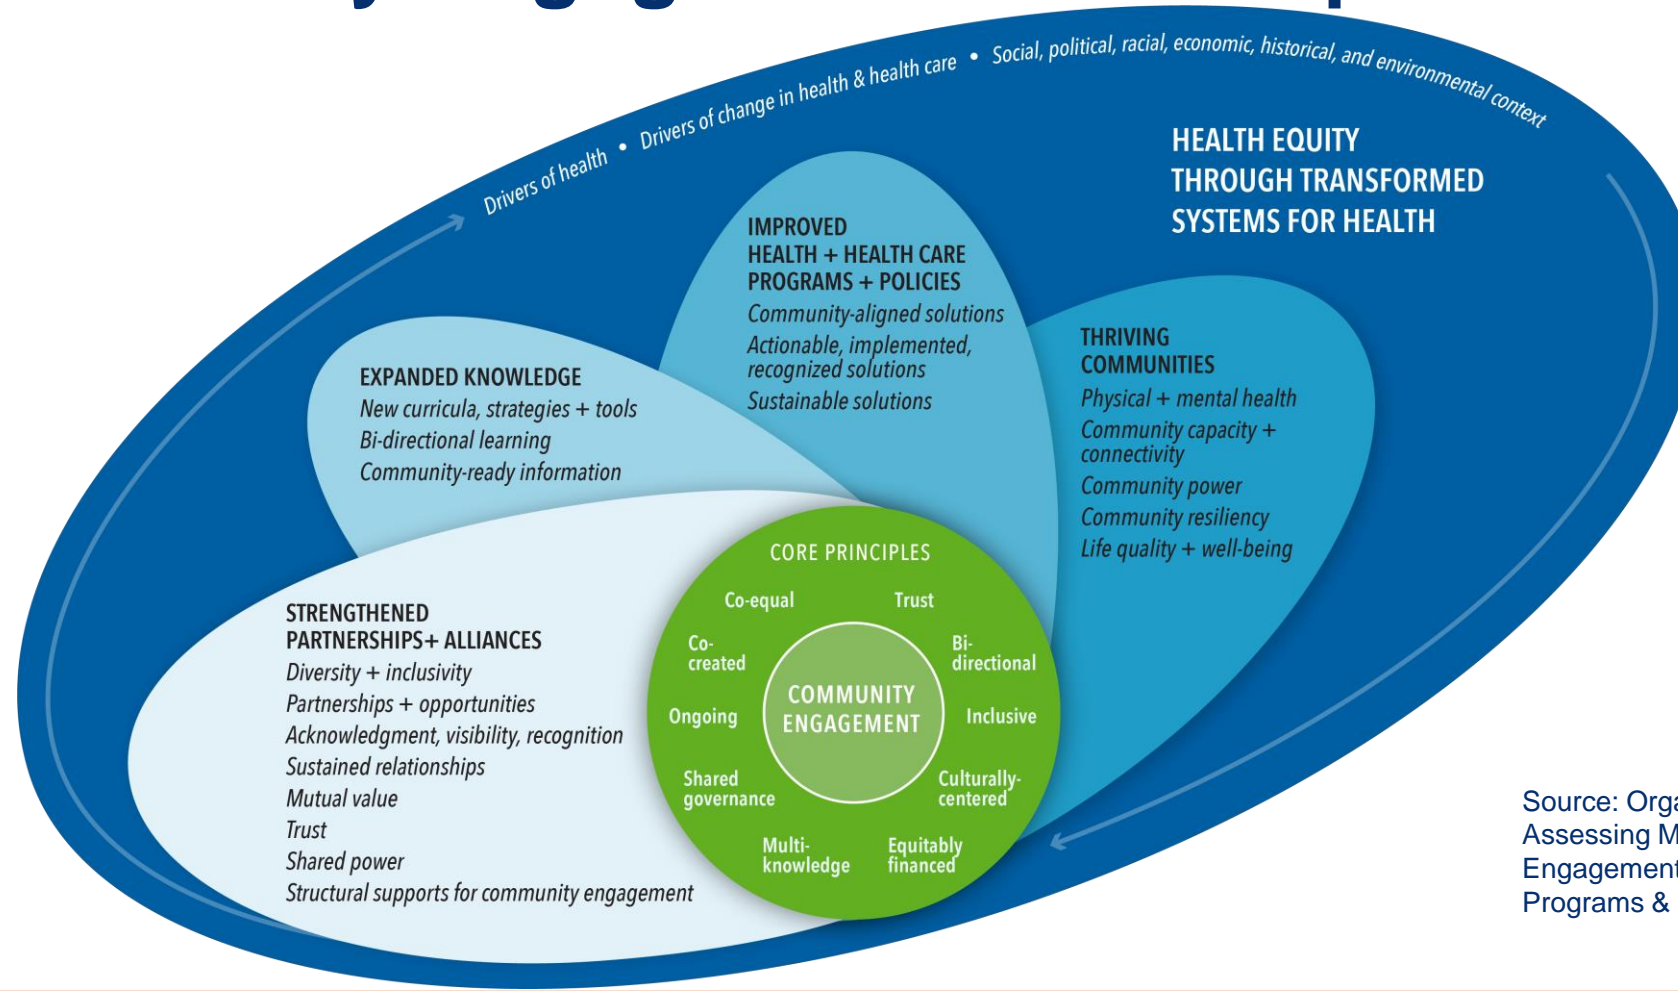 Drivers of health • Drivers of change in health & health care • Social, political, racial, economic, historical, and environmental context
HEALTH EQUITY
THROUGH TRANSFORMED
SYSTEMS FOR HEALTH
IMPROVED
HEALTH + HEALTH CARE
PROGRAMS + POLICIES
Community-aligned solutions
Actionable, implemented,
recognized solutions
Sustainable solutions
THRIVING
COMMUNITIES
Physical + mental health
Community capacity +
connectivity
Community power
Community resiliency
Life quality + well-being
EXPANDED KNOWLEDGE
New curricula, strategies + tools
Bi-directional learning
Community-ready information
STRENGTHENED
PARTNERSHIPS+ ALLIANCES
Diversity + inclusivity
Partnerships + opportunities
Acknowledgment, visibility, recognition
Sustained relationships
Mutual value
Trust
Shared power
Structural supports for community engagement
CORE PRINCIPLES
Co-equal
Trust
Co-
created
Bi-
directional
Ongoing
Inclusive
Shared
governance
Culturally-
centered
Multi-
knowledge
Equitably
financed
COMMUNITY
ENGAGEMENT
Source:
Assessing
Engagement
Programs &